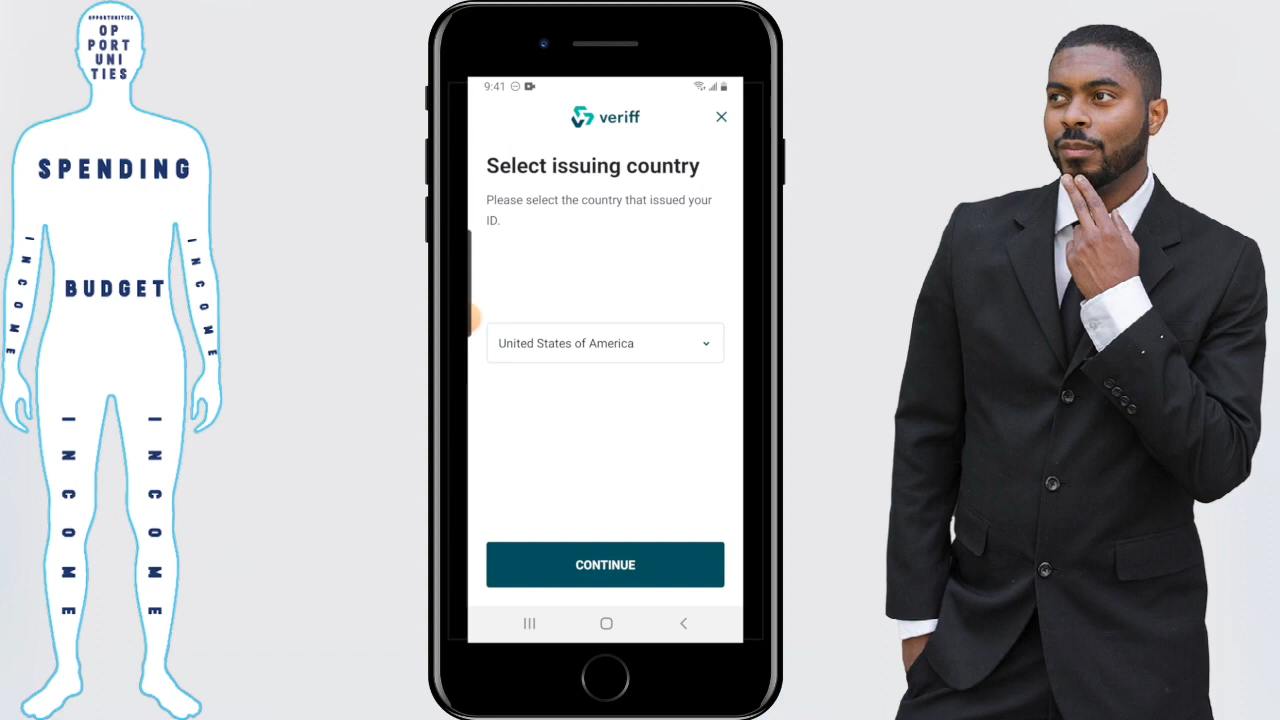 OPPORTUNITIES
OP
PORT
UNI
TIES
SPENDING
INCOME
INCOME
BUDGET
INCOME
INCOME
9:41
veriff
Select issuing country
Please select the country that issued your
ID.
United States of America
CONTINUE